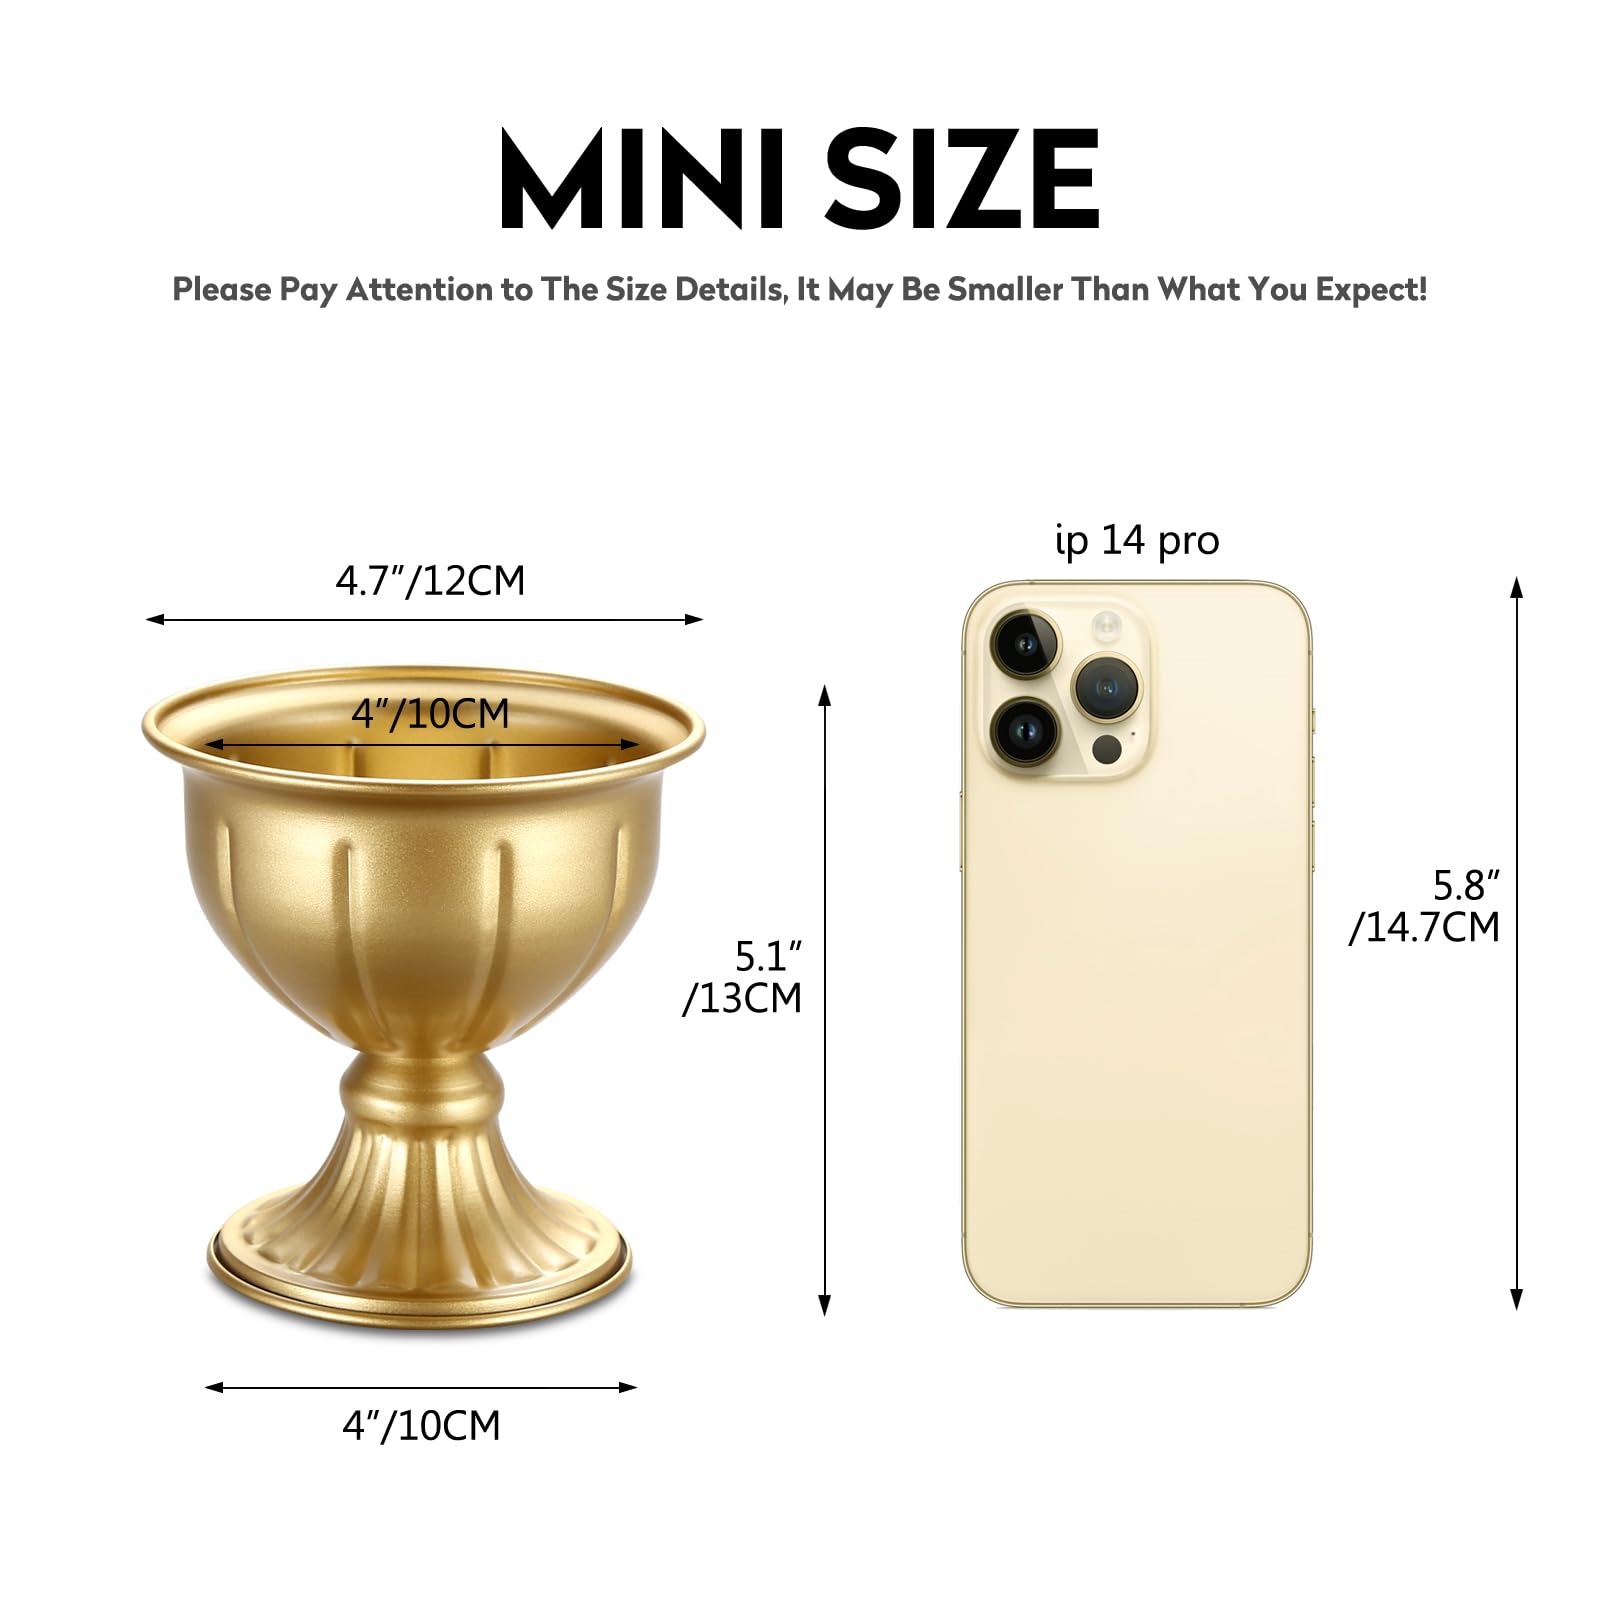 MINI SIZE
Please Pay Attention to The Size Details, It May Be Smaller Than What You Expect!
ip 14 pro
4.7"/12CM
4"/10CM
5.1"
/13CM
5.8"
/14.7CM
4"/10CM